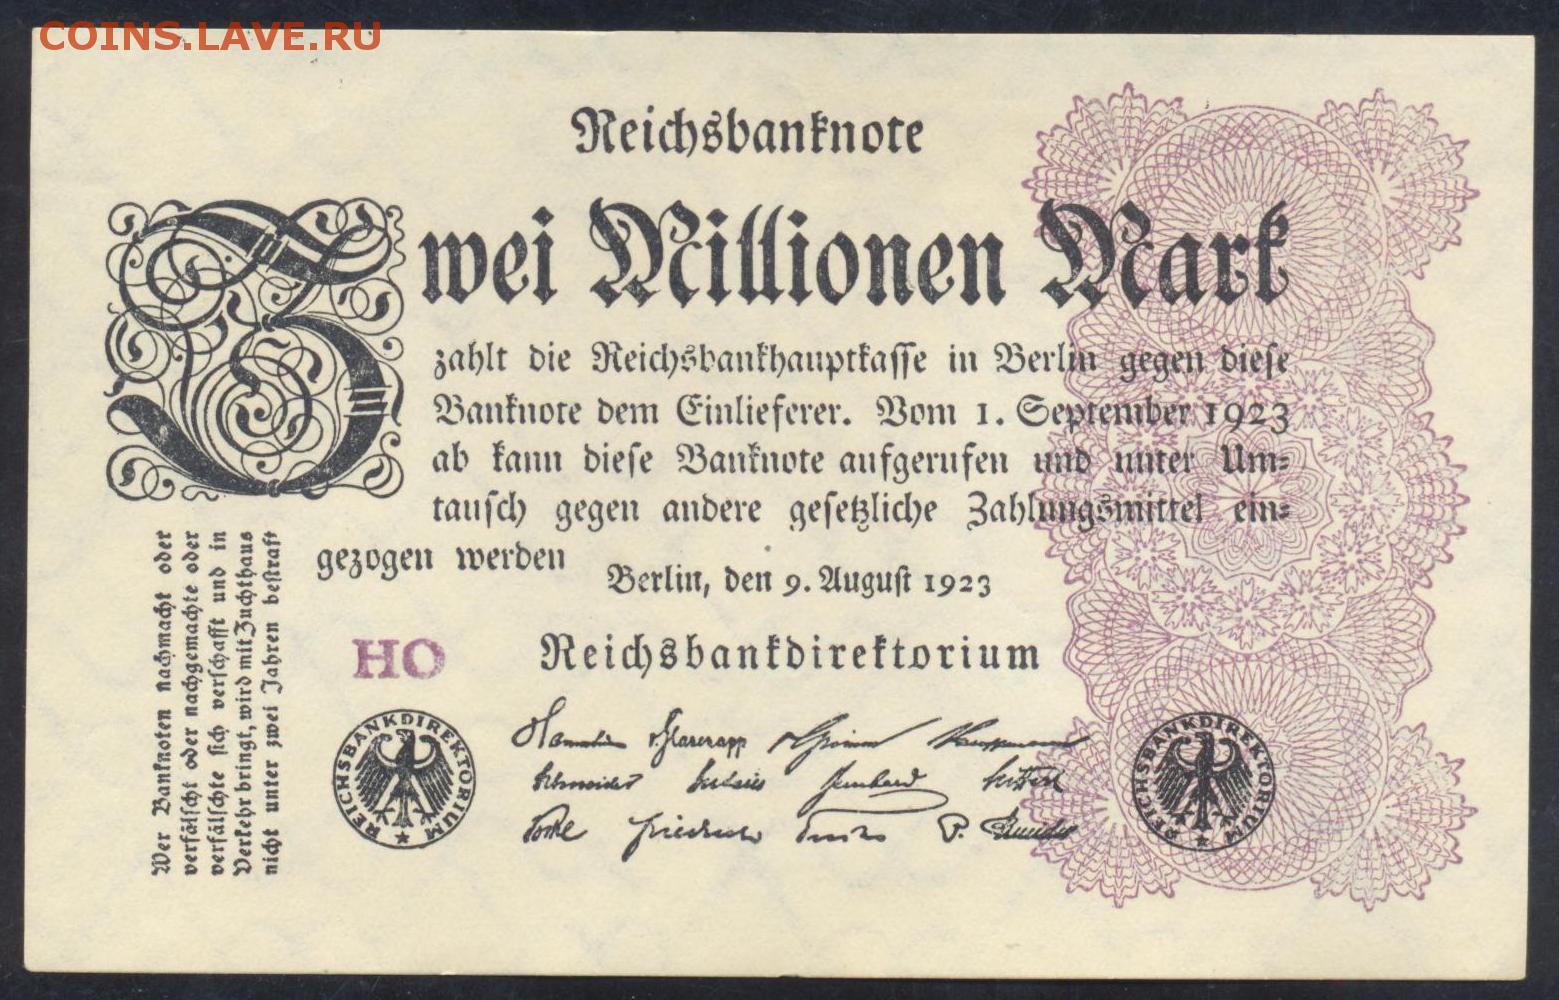 COINS.LAVE.RU
Reichsbanknote
Zwei Millionen Mark
zahlt die Reichsbankhauptkasse in Berlin gegen diese
Banknote dem Einlieferer. Vom 1. September 1923
ab kann diese Banknote aufgerufen und unter Um-
tausch gegen andere gesetzliche Zahlungsmittel ein-
gezogen werden
Berlin, den 9. August 1923
HO
Reichsbankdirektorium
REICHSBANKDIREKTORIUM
REICHSBANKDIREKTORIUM
Wer Banknoten nachmacht oder
verfälscht oder nachgemachte oder
verfälschte sich verschafft und in
Verkehr bringt, wird mit Zuchthaus
nicht unter zwei Jahren bestraft